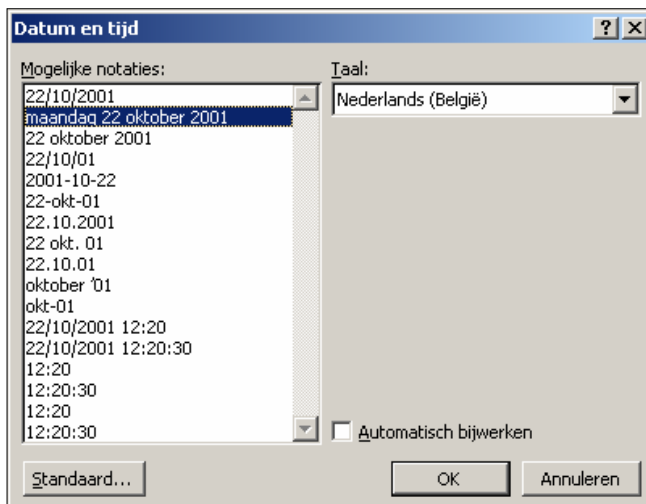 Datum en tijd
Mogelijke notaties:
Taal:
22/10/2001
maandag 22 oktober 2001
22 oktober 2001
22/10/01
2001-10-22
22-okt-01
22.10.2001
22 okt. 01
22.10.01
oktober '01
okt-01
22/10/2001 12:20
22/10/2001 12:20:30
12:20
12:20:30
12:20
12:20:30
Nederlands (België)
Automatisch bijwerken
Standaard...
OK
Annuleren